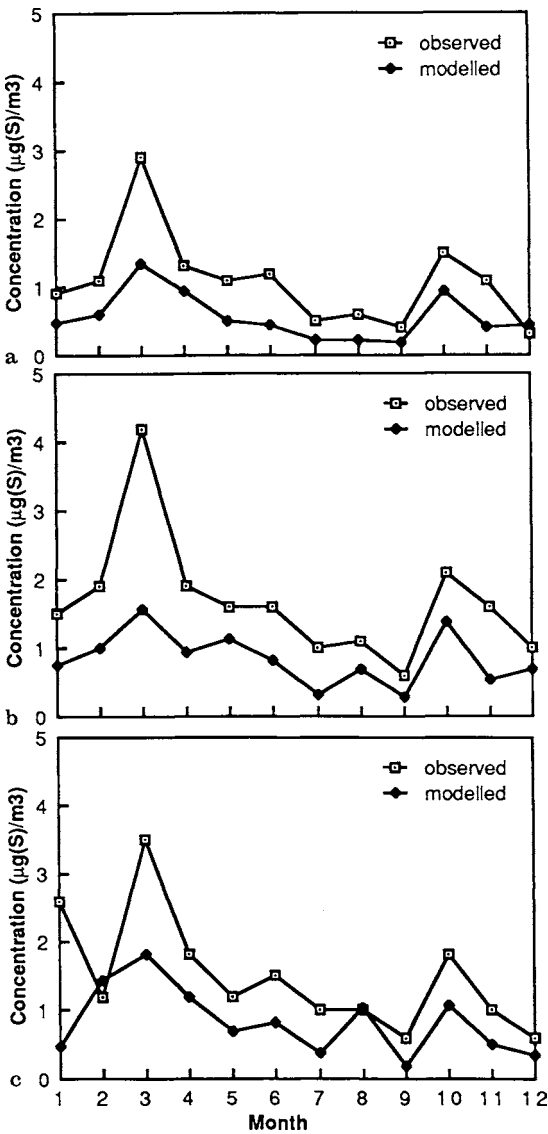 5
4
3
2
1
0
Concentration (µg(S)/m3)
observed
modelled
a
5
4
3
2
1
0
Concentration (µg(S)/m3)
observed
modelled
b
5
4
3
2
1
0
Concentration (µg(S)/m3)
observed
modelled
c
1 2 3 4 5 6 7 8 9 10 11 12
Month